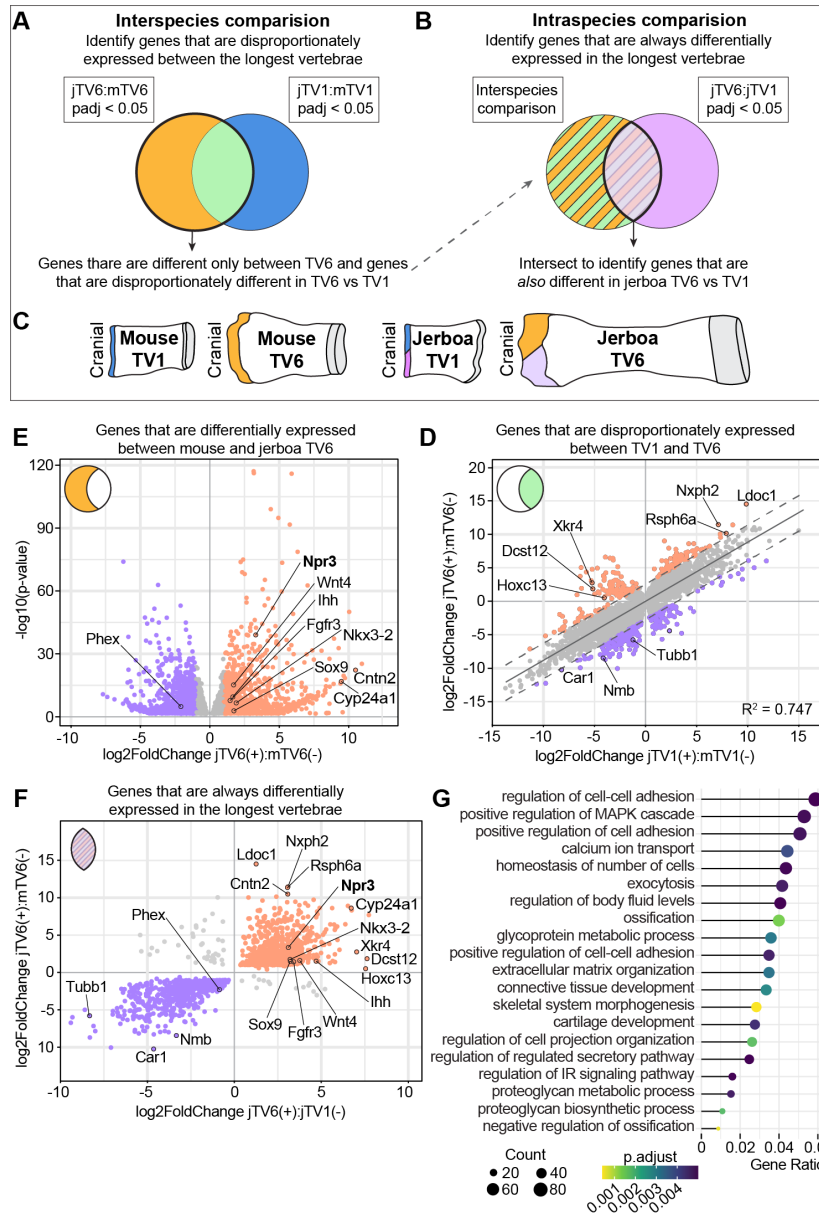 A
Interspecies comparision
Identify genes that are disproportionately
expressed between the longest vertebrae
jTV6:mTV6
padj < 0.05
jTV1:mTV1
padj < 0.05
Genes thare are different only between TV6 and genes
that are disproportionately different in TV6 vs TV1
B
Intraspecies comparision
Identify genes that are always differentially
expressed in the longest vertebrae
Interspecies
comparison
jTV6:jTV1
padj < 0.05
Intersect to identify genes that are
also different in jerboa TV6 vs TV1
C
Cranial
Mouse
TV1
Cranial
Mouse
TV6
Cranial
Jerboa
TV1
Cranial
Jerboa
TV6
E
Genes that are differentially expressed
between mouse and jerboa TV6
120
90
60
30
0
-log10(p-value)
Npr3
Wnt4
Ihh
Fgfr3
Nkx3-2
Sox9
Cntn2
Cyp24a1
Phex
-10
-5
0
5
10
log2FoldChange jTV6(+):mTV6(-)
D
Genes that are disproportionately expressed
between TV1 and TV6
20
15
10
5
0
-5
-10
-15
log2FoldChange jTV6(+):mTV6(-)
Nxph2
Ldoc1
Rsph6a
Xkr4
Dcst12
Hoxc13
Tubb1
Car1
Nmb
R2 = 0.747
-15
-10
-5
0
5
10
15
log2FoldChange jTV1(+):mTV1(-)
F
Genes that are always differentially
expressed in the longest vertebrae
15
10
5
0
5
10
log2FoldChange jTV6(+):mTV6(-)
Nxph2
Ldoc1
Rsph6a
Cntn2
Npr3
Cyp24a1
Phex
Nkx3-2
Xkr4
Dcst12
Hoxc13
Tubb1
Ihh
Sox9
Wnt4
Fgfr3
Nmb
Car1
-10
-5
0
5
10
log2FoldChange jTV6(+):jTV1(-)
G
regulation of cell-cell adhesion
positive regulation of MAPK cascade
positive regulation of cell adhesion
calcium ion transport
homeostasis of number of cells
exocytosis
regulation of body fluid levels
ossification
glycoprotein metabolic process
positive regulation of cell-cell adhesion
extracellular matrix organization
connective tissue development
skeletal system morphogenesis
cartilage development
regulation of cell projection organization
regulation of regulated secretory pathway
regulation of IR signaling pathway
proteoglycan metabolic process
proteoglycan biosynthetic process
negative regulation of ossification
0
0.02
0.04
Gene Ratio
Count
20
40
60
80
p.adjust
0.001
0.002
0.003
0.004